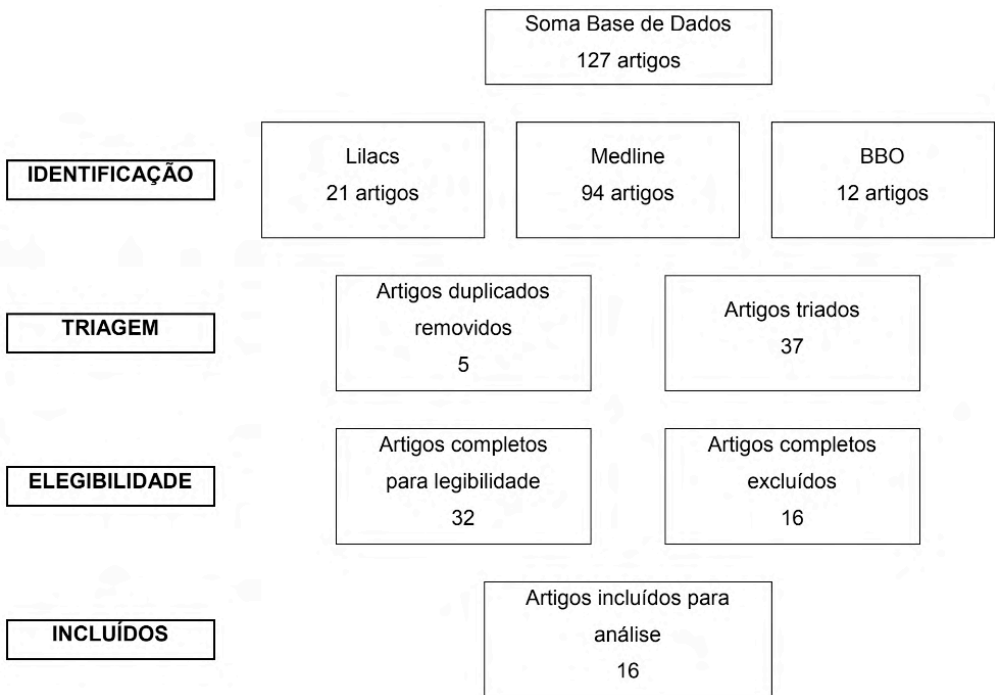 Soma Base de Dados
127 artigos
IDENTIFICAÇÃO
Lilacs
21 artigos
Medline
94 artigos
BBO
12 artigos
TRIAGEM
Artigos duplicados
removidos
5
Artigos triados
37
ELEGIBILIDADE
Artigos completos
para legibilidade
32
Artigos completos
excluídos
16
INCLUÍDOS
Artigos incluídos para
análise
16